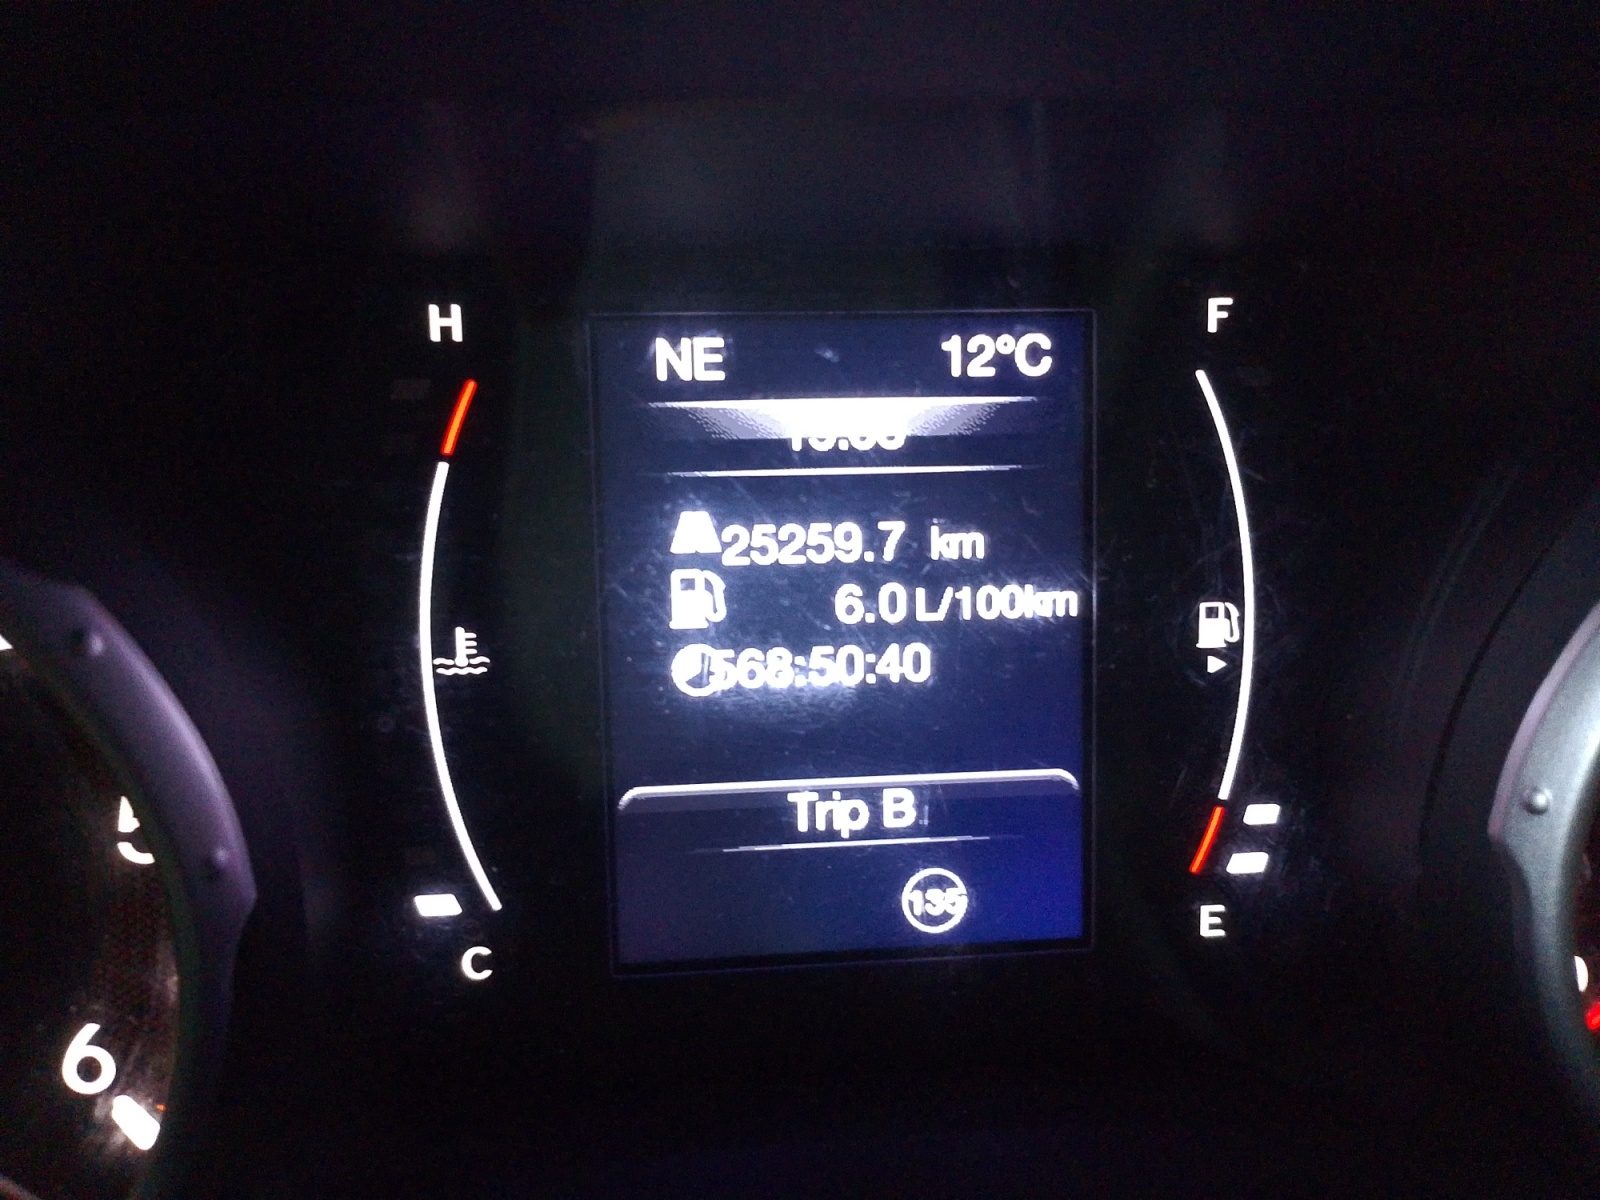 H
F
NE 12°C
25259.7 km
6.0 L/100km
568:50:40
Trip B
135
E
C
6